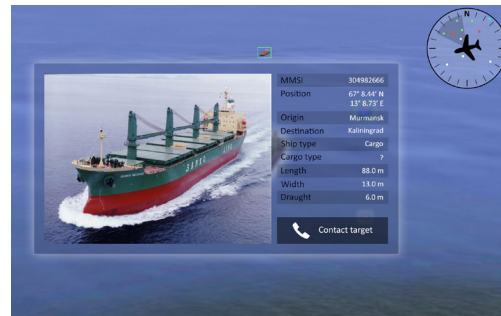 N
MMSI 304982666
Position 67° 8.44' N
13° 8.73' E
Origin Murmansk
Destination Kaliningrad
Ship type Cargo
Cargo type ?
Length 88.0 m
Width 13.0 m
Draught 6.0 m
Contact target